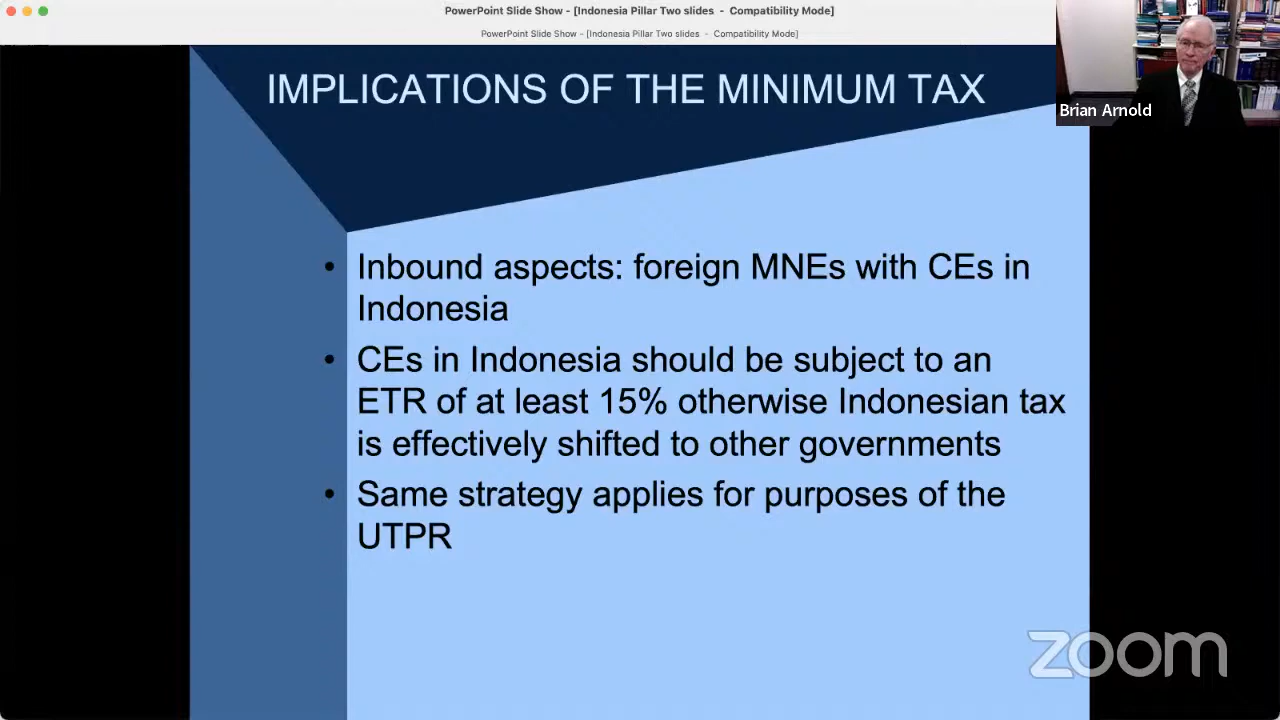 PowerPoint Slide Show - [Indonesia Pillar Two slides - Compatibility Mode]
PowerPoint Slide Show - [Indonesia Pillar Two slides - Compatibility Mode]
IMPLICATIONS OF THE MINIMUM TAX
Brian Arnold
• Inbound aspects: foreign MNEs with CEs in
Indonesia
• CEs in Indonesia should be subject to an
ETR of at least 15% otherwise Indonesian tax
is effectively shifted to other governments
• Same strategy applies for purposes of the
UTPR
zoom